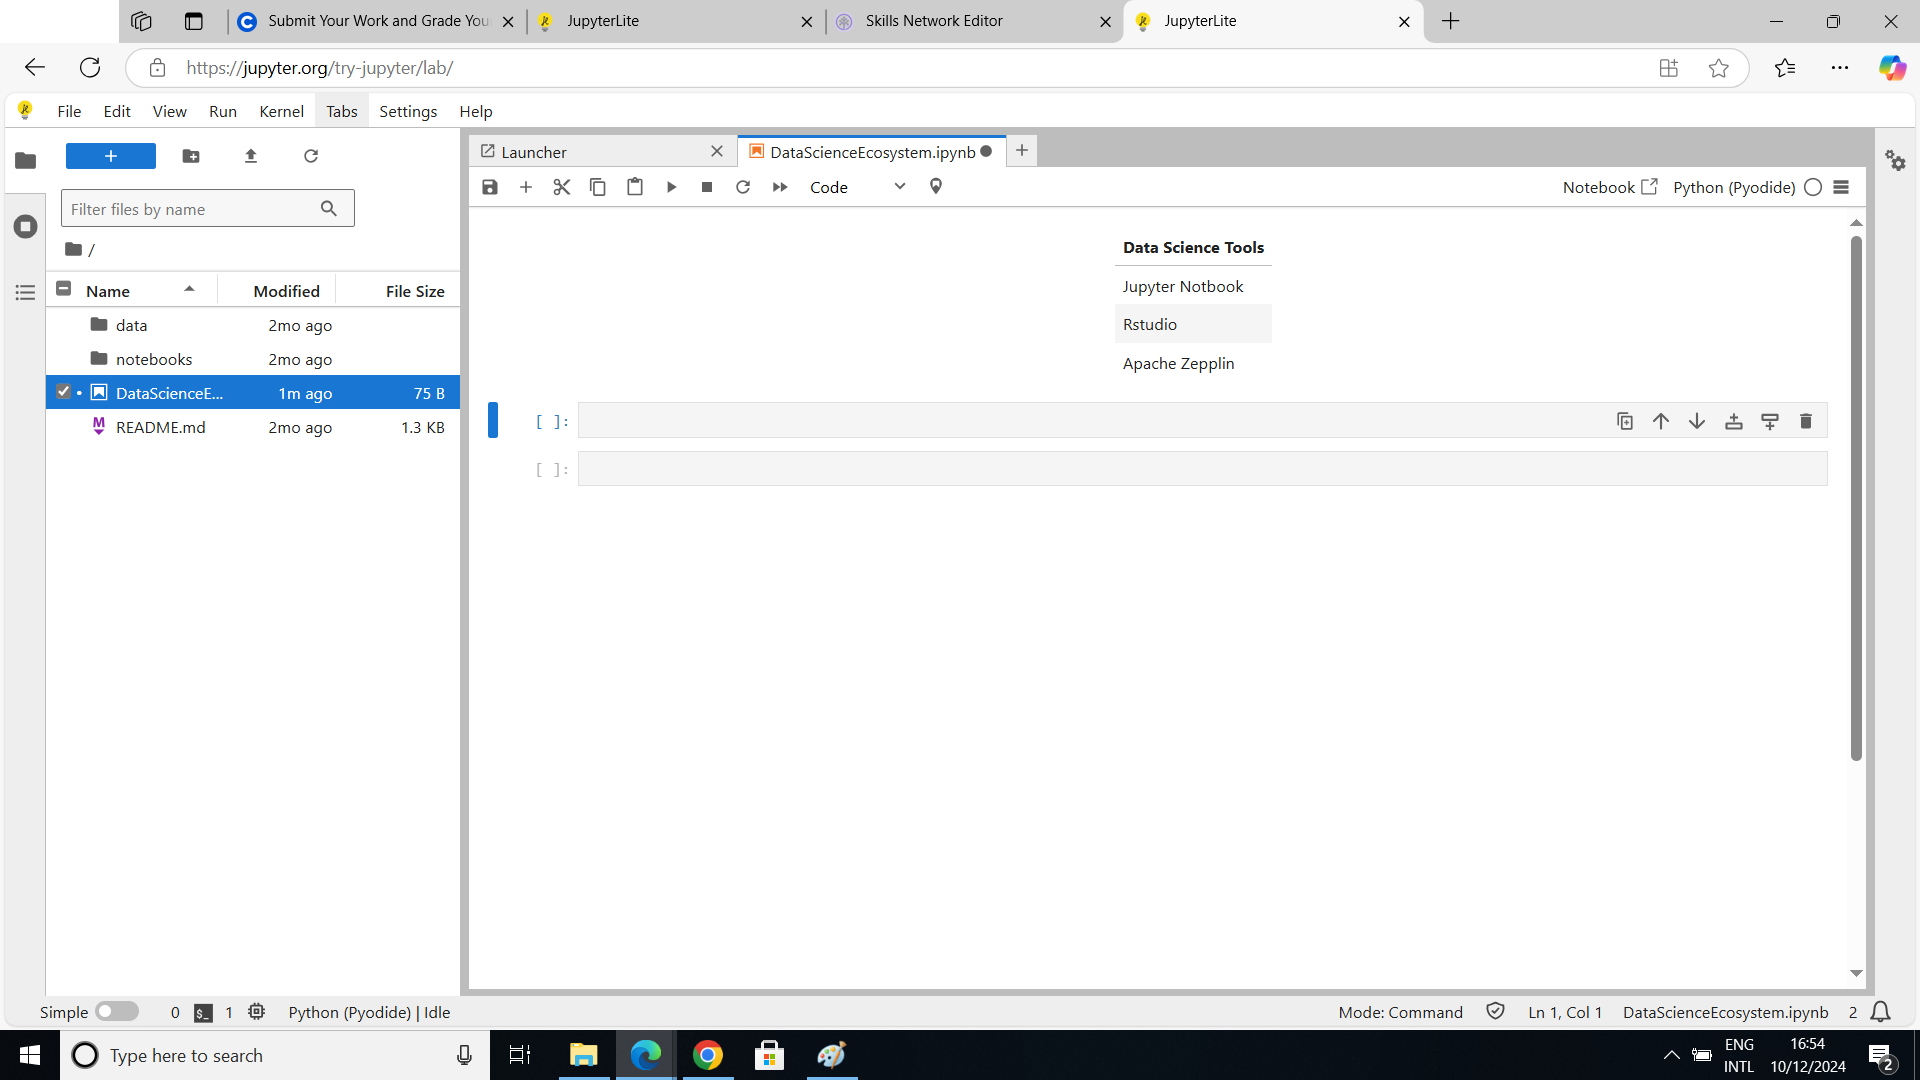 Submit Your Work and Grade You
JupyterLite
Skills Network Editor
JupyterLite
https://jupyter.org/try-jupyter/lab/
File Edit View Run Kernel Tabs Settings Help
Launcher
DataScienceEcosystem.ipynb
Code
Notebook
Python (Pyodide)
Filter files by name
/
Name Modified File Size
data 2mo ago
notebooks 2mo ago
DataScienceE... 1m ago 75 B
README.md 2mo ago 1.3 KB
Data Science Tools
Jupyter Notbook
Rstudio
Apache Zepplin
[ ]:
[ ]:
Simple 0 $_ 1 Python (Pyodide) | Idle
Mode: Command Ln 1, Col 1 DataScienceEcosystem.ipynb 2
Type here to search
ENG
INTL
16:54
10/12/2024
2